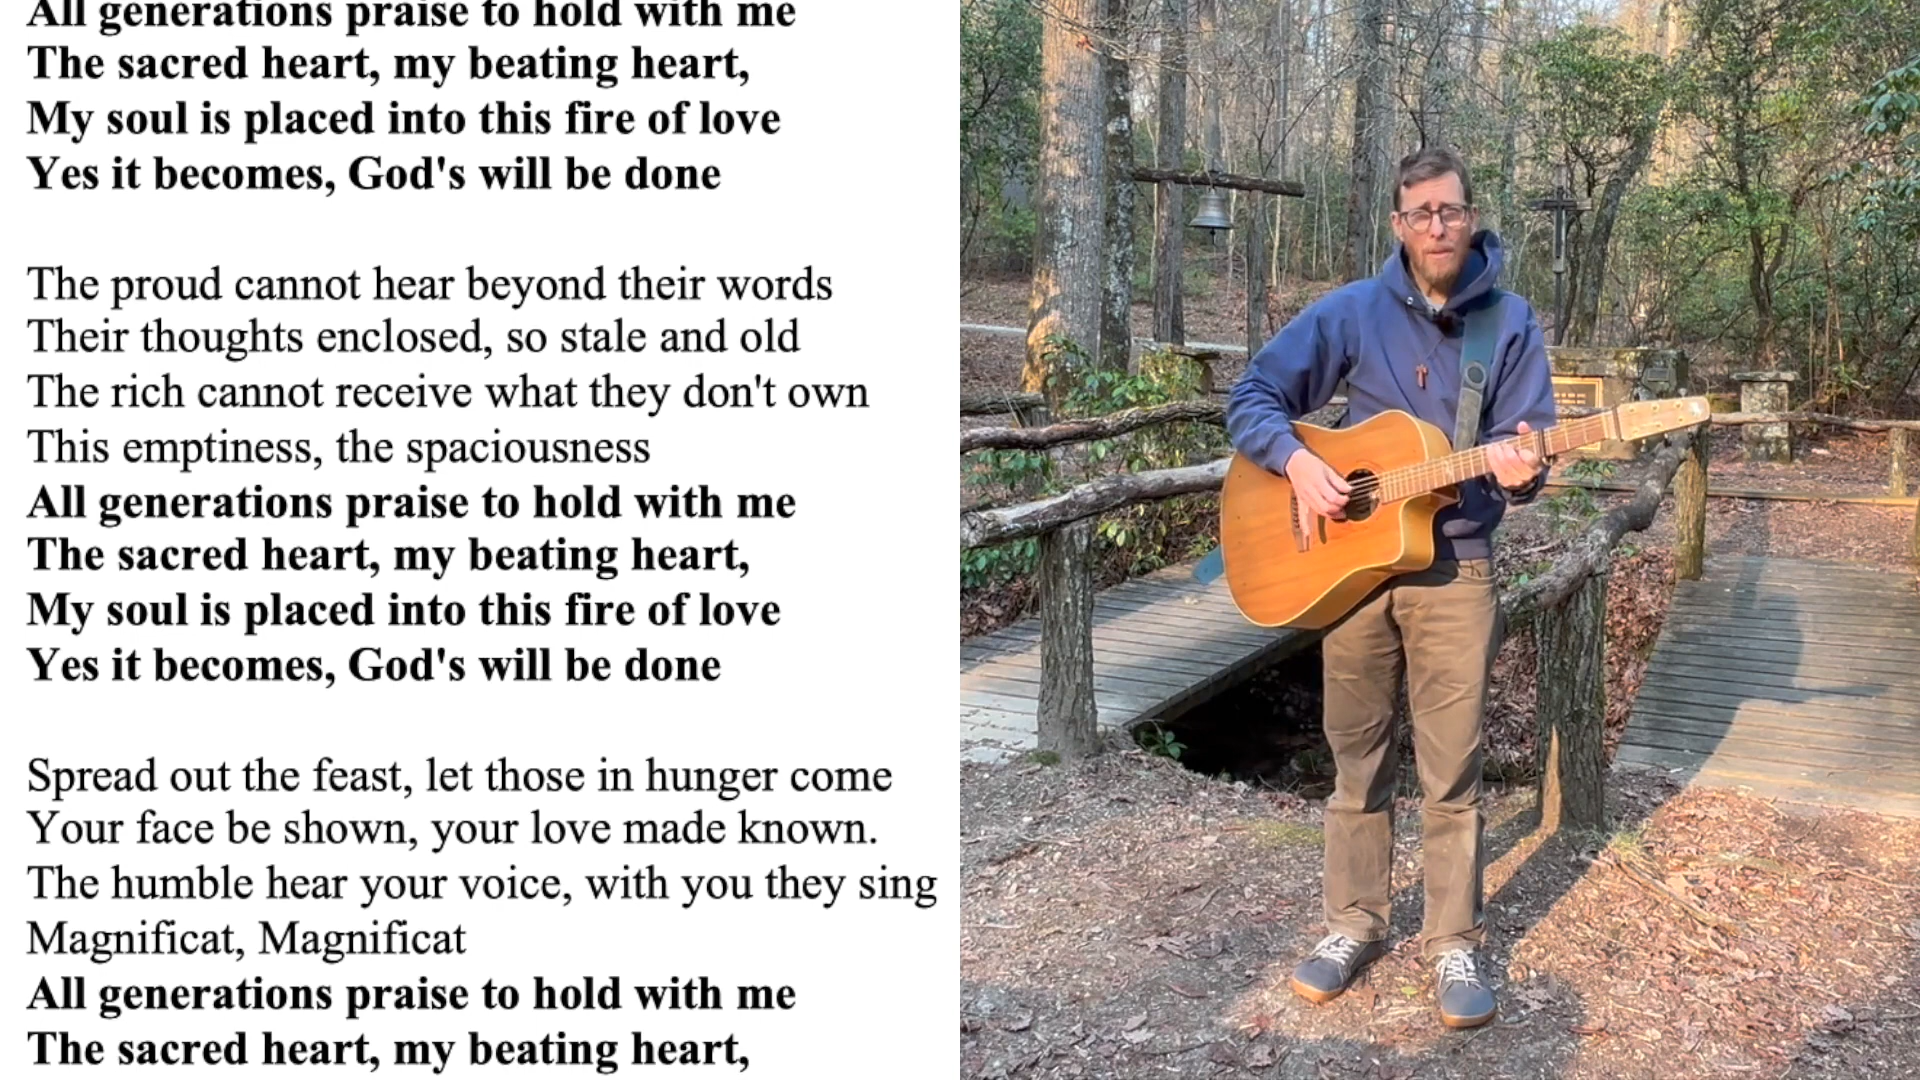 All generations praise to hold with me
The sacred heart, my beating heart,
My soul is placed into this fire of love
Yes it becomes, God's will be done
The proud cannot hear beyond their words
Their thoughts enclosed, so stale and old
The rich cannot receive what they don't own
This emptiness, the spaciousness
All generations praise to hold with me
The sacred heart, my beating heart,
My soul is placed into this fire of love
Yes it becomes, God's will be done
Spread out the feast, let those in hunger come
Your face be shown, your love made known.
The humble hear your voice, with you they sing
Magnificat, Magnificat
All generations praise to hold with me
The sacred heart, my beating heart,